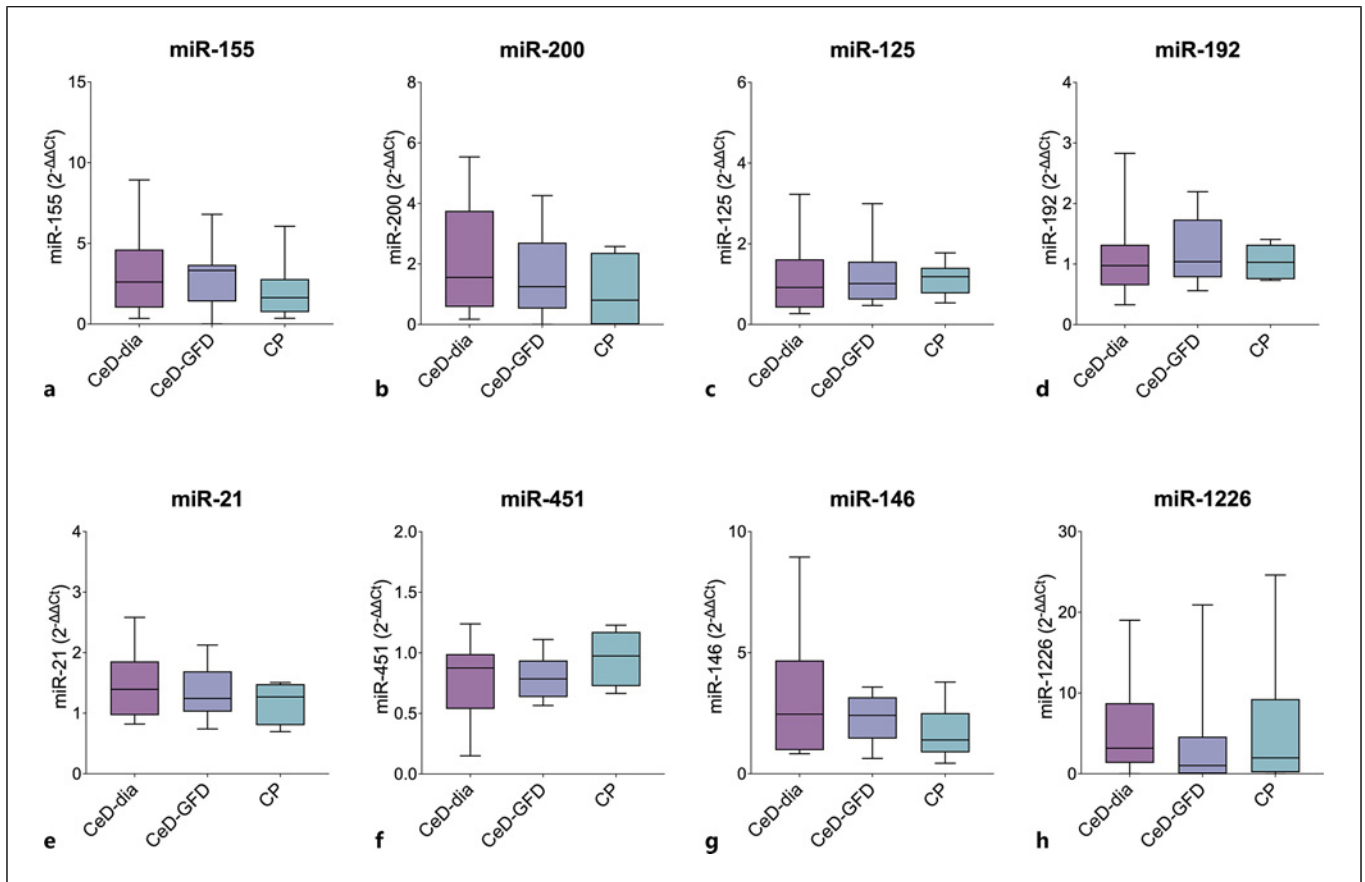 miR-155
miR-155 (2-ΔΔCt)
15
10
5
0
CeD-dia
CeD-GFD
CP
a
miR-200
miR-200 (2-ΔΔCt)
8
6
4
2
0
CeD-dia
CeD-GFD
CP
b
miR-125
miR-125 (2-ΔΔCt)
6
4
2
0
CeD-dia
CeD-GFD
CP
c
miR-192
miR-192 (2-ΔΔCt)
4
3
2
1
0
CeD-dia
CeD-GFD
CP
d
miR-21
miR-21 (2-ΔΔCt)
4
3
2
1
0
CeD-dia
CeD-GFD
CP
e
miR-451
miR-451 (2-ΔΔCt)
2.0
1.5
1.0
0.5
0.0
CeD-dia
CeD-GFD
CP
f
miR-146
miR-146 (2-ΔΔCt)
10
5
0
CeD-dia
CeD-GFD
CP
g
miR-1226
miR-1226 (2-ΔΔCt)
30
20
10
0
CeD-dia
CeD-GFD
CP
h